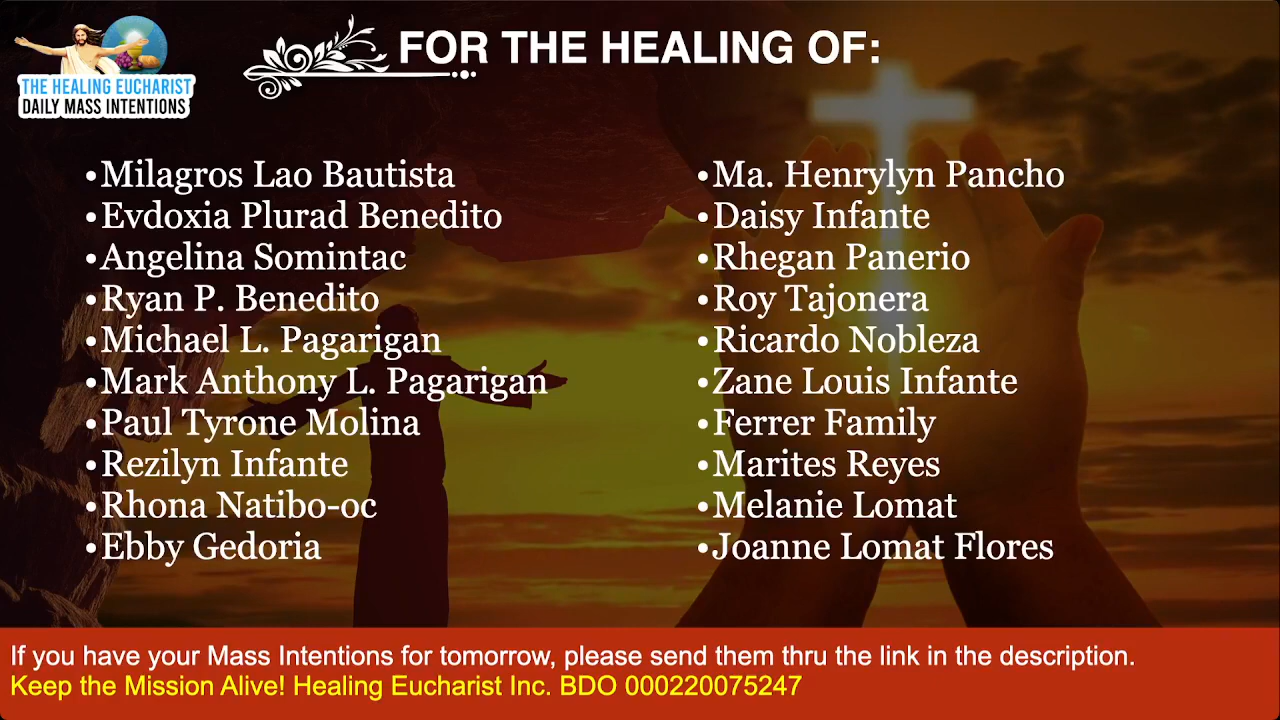 THE HEALING EUCHARIST
DAILY MASS INTENTIONS
FOR THE HEALING OF:
•Milagros Lao Bautista
•Evdoxia Plurad Benedito
•Angelina Somintac
•Ryan P. Benedito
•Michael L. Pagarigan
•Mark Anthony L. Pagarigan
•Paul Tyrone Molina
•Rezilyn Infante
•Rhona Natibo-oc
•Ebby Gedoria
•Ma. Henrylyn Pancho
•Daisy Infante
•Rhegan Panerio
•Roy Tajonera
•Ricardo Nobleza
•Zane Louis Infante
•Ferrer Family
•Marites Reyes
•Melanie Lomat
•Joanne Lomat Flores
If you have your Mass Intentions for tomorrow, please send them thru the link in the description.
Keep the Mission Alive! Healing Eucharist Inc. BDO 000220075247